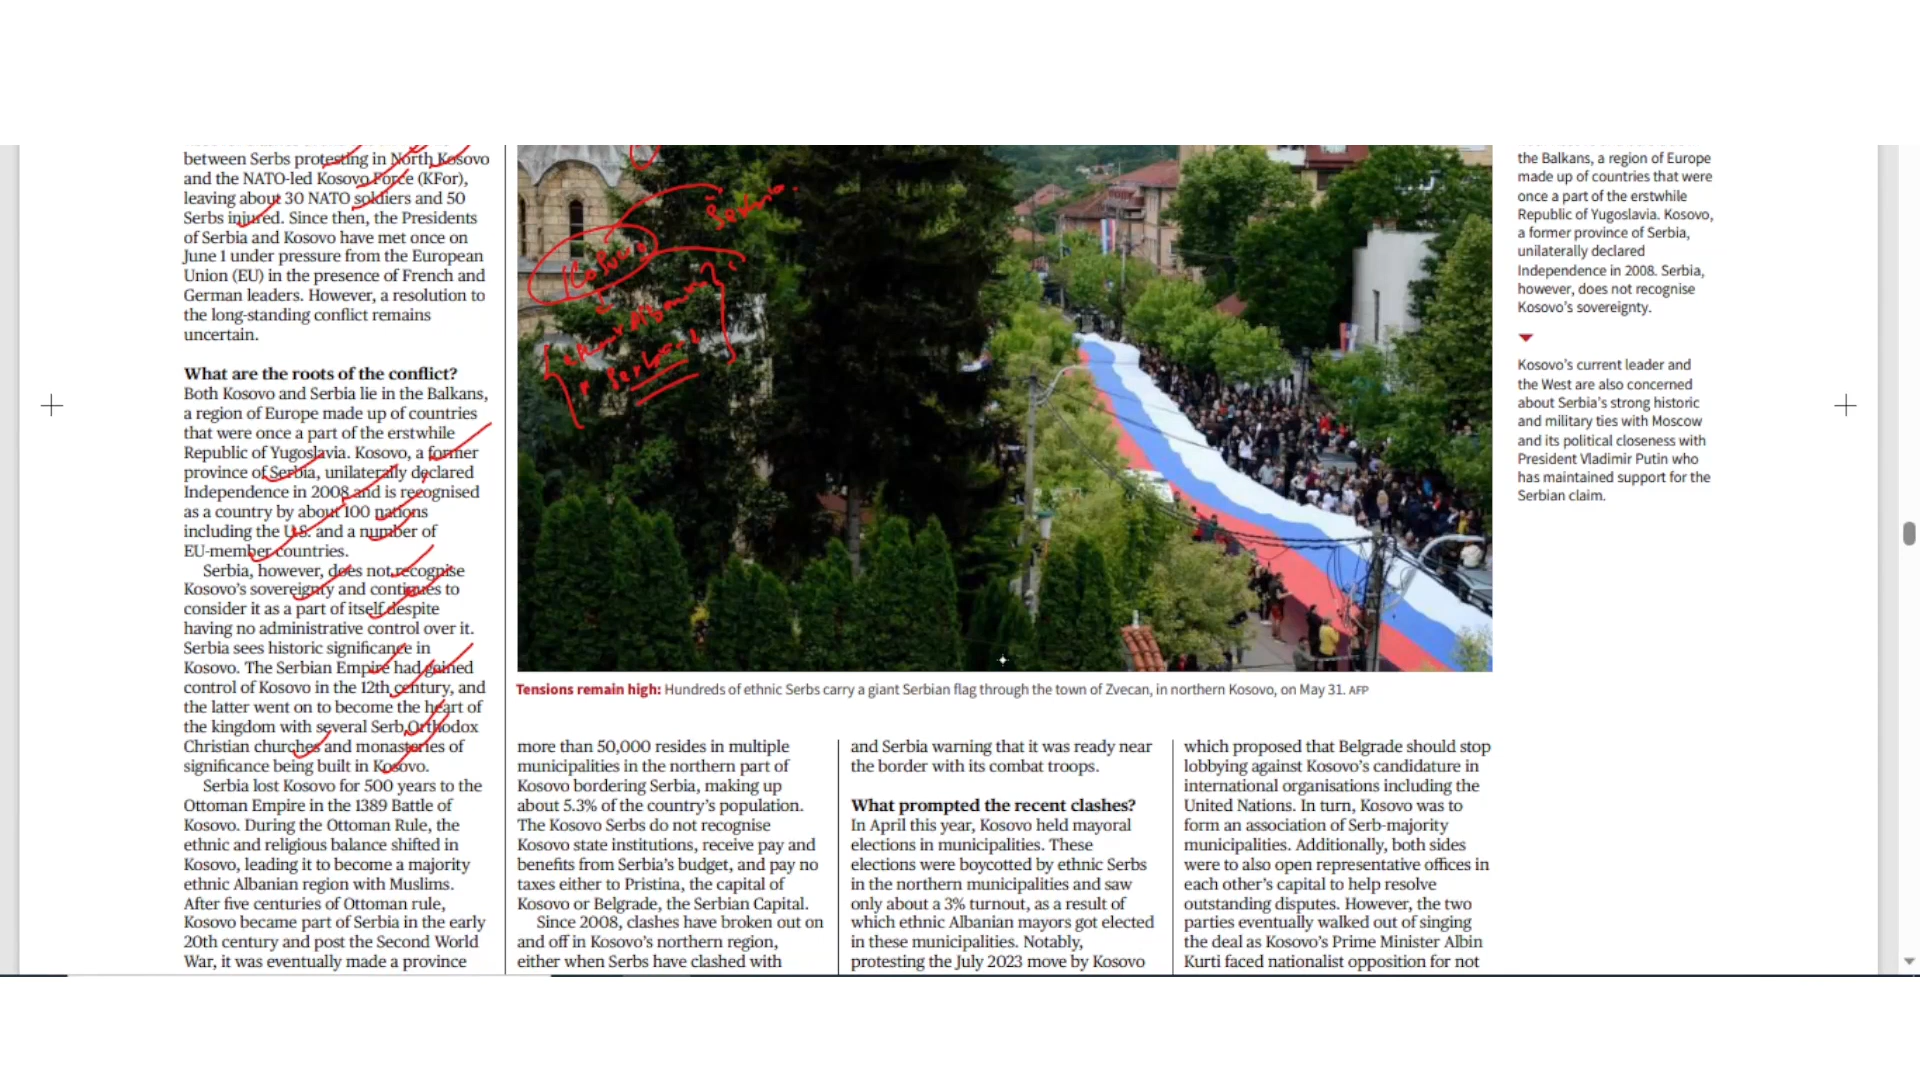 between Serbs protesting in North Kosovo
and the NATO-led Kosovo Force (KFor),
leaving about 30 NATO soldiers and 50
Serbs injured. Since then, the Presidents
of Serbia and Kosovo have met once on
June 1 under pressure from the European
Union (EU) in the presence of French and
German leaders. However, a resolution to
the long-standing conflict remains
uncertain.
What are the roots of the conflict?
Both Kosovo and Serbia lie in the Balkans,
a region of Europe made up of countries
that were once a part of the erstwhile
Republic of Yugoslavia. Kosovo, a former
province of Serbia, unilaterally declared
Independence in 2008 and is recognised
as a country by about 100 nations
including the U.S. and a number of
EU-member countries.
Serbia, however, does not recognise
Kosovo's sovereignty and continues to
consider it as a part of itself despite
having no administrative control over it.
Serbia sees historic significance in
Kosovo. The Serbian Empire had gained
control of Kosovo in the 12th century, and
the latter went on to become the heart of
the kingdom with several Serb Orthodox
Christian churches and monasteries of
significance being built in Kosovo.
Serbia lost Kosovo for 500 years to the
Ottoman Empire in the 1389 Battle of
Kosovo. During the Ottoman Rule, the
ethnic and religious balance shifted in
Kosovo, leading it to become a majority
ethnic Albanian region with Muslims.
After five centuries of Ottoman rule,
Kosovo became part of Serbia in the early
20th century and post the Second World
War, it was eventually made a province
Serbia
Kosovo
Tensions remain high: Hundreds of ethnic Serbs carry a giant Serbian flag through the town of Zvecan, in northern Kosovo, on May 31. AFP
more than 50,000 resides in multiple
municipalities in the northern part of
Kosovo bordering Serbia, making up
about 5.3% of the country's population.
The Kosovo Serbs do not recognise
Kosovo state institutions, receive pay and
benefits from Serbia's budget, and pay no
taxes either to Pristina, the capital of
Kosovo or Belgrade, the Serbian Capital.
Since 2008, clashes have broken out on
and off in Kosovo's northern region,
either when Serbs have clashed with
and Serbia warning that it was ready near
the border with its combat troops.
What prompted the recent clashes?
In April this year, Kosovo held mayoral
elections in municipalities. These
elections were boycotted by ethnic Serbs
in the northern municipalities and saw
only about a 3% turnout, as a result of
which ethnic Albanian mayors got elected
in these municipalities. Notably,
protesting the July 2023 move by Kosovo
which proposed that Belgrade should stop
lobbying against Kosovo's candidature in
international organisations including the
United Nations. In turn, Kosovo was to
form an association of Serb-majority
municipalities. Additionally, both sides
were to also open representative offices in
each other's capital to help resolve
outstanding disputes. However, the two
parties eventually walked out of singing
the deal as Kosovo's Prime Minister Albin
Kurti faced nationalist opposition for not
the Balkans, a region of Europe
made up of countries that were
once a part of the erstwhile
Republic of Yugoslavia. Kosovo,
a former province of Serbia,
unilaterally declared
Independence in 2008. Serbia,
however, does not recognise
Kosovo's sovereignty.
Kosovo's current leader and
the West are also concerned
about Serbia's strong historic
and military ties with Moscow
and its political closeness with
President Vladimir Putin who
has maintained support for the
Serbian claim.